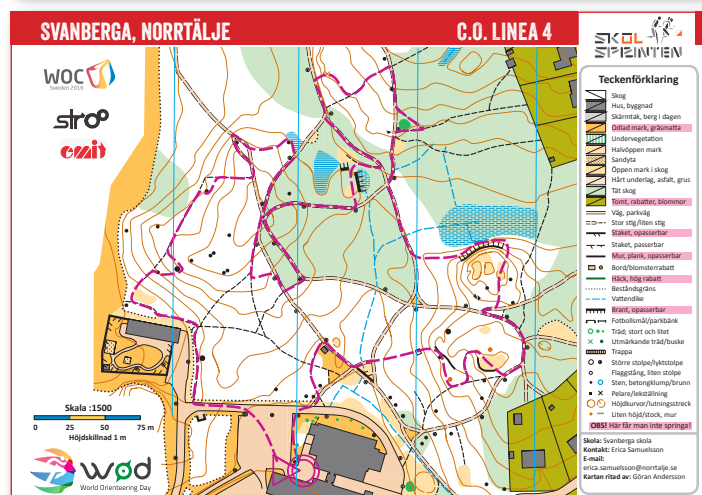 SVANBERGA, NORRTÄLJE
C.O. LINEA 4
SKOL
SPRINTEN
WOC
Sweden 2016
stroo
emit
Teckenförklaring
Skog
Hus, byggnad
Skärmtak, berg i dagen
Odlad mark, gräsmatta
Undervegetation
Halvöppen mark
Sandyta
Öppen mark i skog
Hårt underlag, asfalt, grus
Tät skog
Tomt, rabatter, blommor
Väg, parkväg
Stor stig/liten stig
Staket, opasserbar
Staket, passerbar
Mur, plank, opasserbar
Bord/blomsterrabatt
Häck, hög rabatt
Beståndsgräns
Vattendike
Brant, opasserbar
Fotbollsmål/parkbänk
Träd; stort och litet
Utmärkande träd/buske
Trappa
Större stolpe/lyktstolpe
Flaggstång, liten stolpe
Sten, betongklump/brunn
Pelare/lekställning
Höjdkurvor/lutningsstreck
Liten höjd/stock, mur
OBS! Här får man inte springa!
Skola: Svanberga skola
Kontakt: Erica Samuelsson
E-mail:
erica.samuelsson@norrtalje.se
Kartan ritad av: Göran Andersson
Skala :1500
0 25 50 75 m
Höjdskillnad 1 m
wod
World Orienteering Day